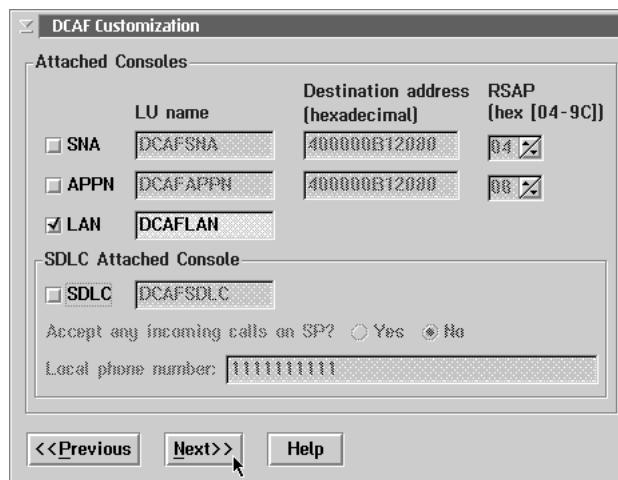 DCAF Customization
Attached Consoles
LU name Destination address (hexadecimal) RSAP (hex [04-9C])
SNA DCAFSNA 400000B12080 04
APPN DCAFAPPN 400000B12080 08
LAN DCAFLAN
SDLC Attached Console
SDLC DCAFSDLC
Accept any incoming calls on SP? Yes No
Local phone number: 1111111111
<<Previous Next>> Help